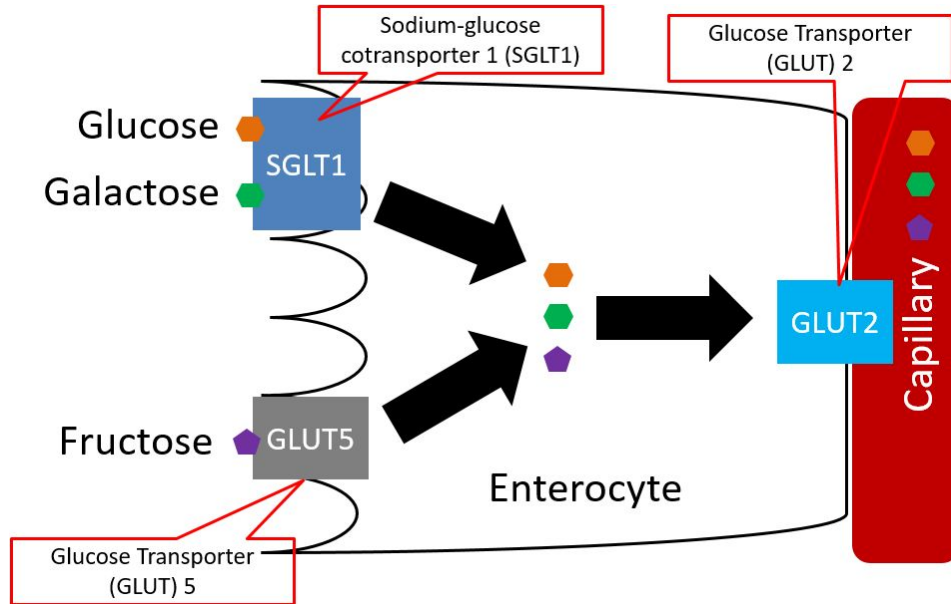 Sodium-glucose
cotransporter 1 (SGLT1)
Glucose Transporter
(GLUT) 2
Glucose
Galactose
SGLT1
GLUT2
Capillary
Fructose
GLUT5
Enterocyte
Glucose Transporter
(GLUT) 5